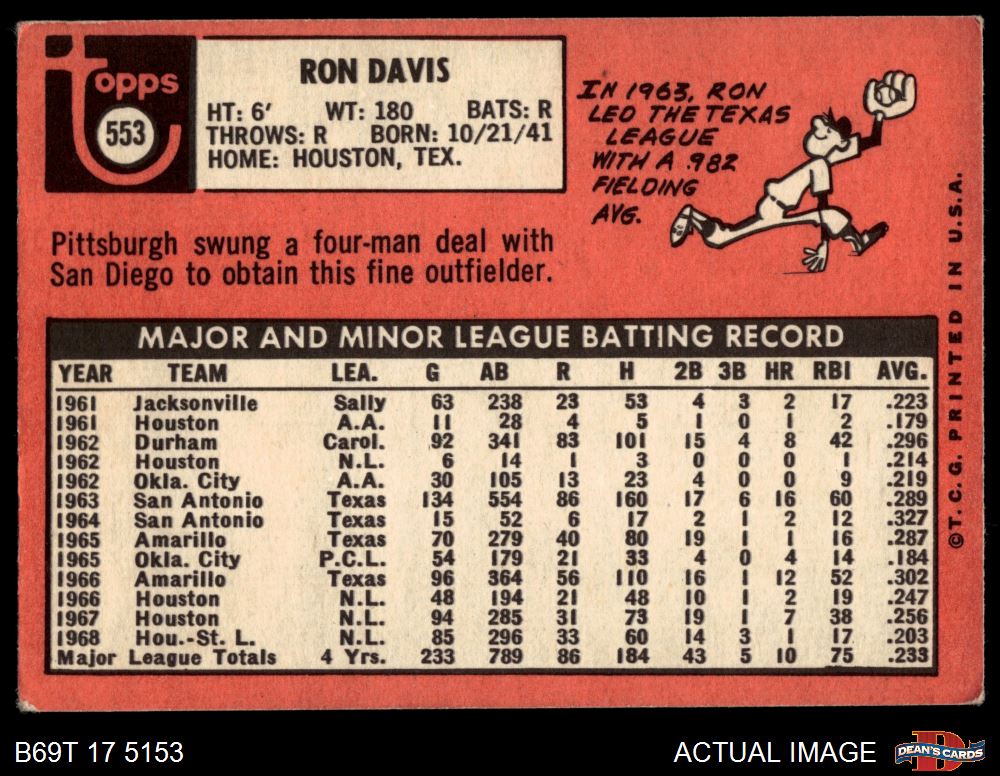 topps
553
RON DAVIS
HT: 6' WT: 180 BATS: R
THROWS: R BORN: 10/21/41
HOME: HOUSTON, TEX.
IN 1963, RON
LED THE TEXAS
LEAGUE
WITH A .982
FIELDING
AVG.
Pittsburgh swung a four-man deal with
San Diego to obtain this fine outfielder.
MAJOR AND MINOR LEAGUE BATTING RECORD
YEAR TEAM LEA. G AB R H 2B 3B HR RBI AVG.
1961 Jacksonville Sally 63 238 23 53 4 3 2 17 .223
1961 Houston A.A. 11 28 4 5 1 0 1 2 .179
1962 Durham Carol. 92 341 83 101 15 4 8 42 .296
1962 Houston N.L. 6 14 1 3 0 0 0 1 .214
1962 Okla. City A.A. 30 105 13 23 4 0 0 9 .219
1963 San Antonio Texas 134 554 86 160 17 6 16 60 .289
1964 San Antonio Texas 15 52 6 17 2 1 2 12 .327
1965 Amarillo Texas 70 279 40 80 19 1 1 16 .287
1965 Okla. City P.C.L. 54 179 21 33 4 0 4 14 .184
1966 Amarillo Texas 96 364 56 110 16 1 12 52 .302
1966 Houston N.L. 48 194 21 48 10 1 2 19 .247
1967 Houston N.L. 94 285 31 73 19 1 7 38 .256
1968 Hou.-St. L. N.L. 85 296 33 60 14 3 1 17 .203
Major League Totals 4 Yrs. 233 789 86 184 43 5 10 75 .233
© T.C.G. PRINTED IN U.S.A.
B69T 17 5153
ACTUAL IMAGE
DEAN'S CARDS